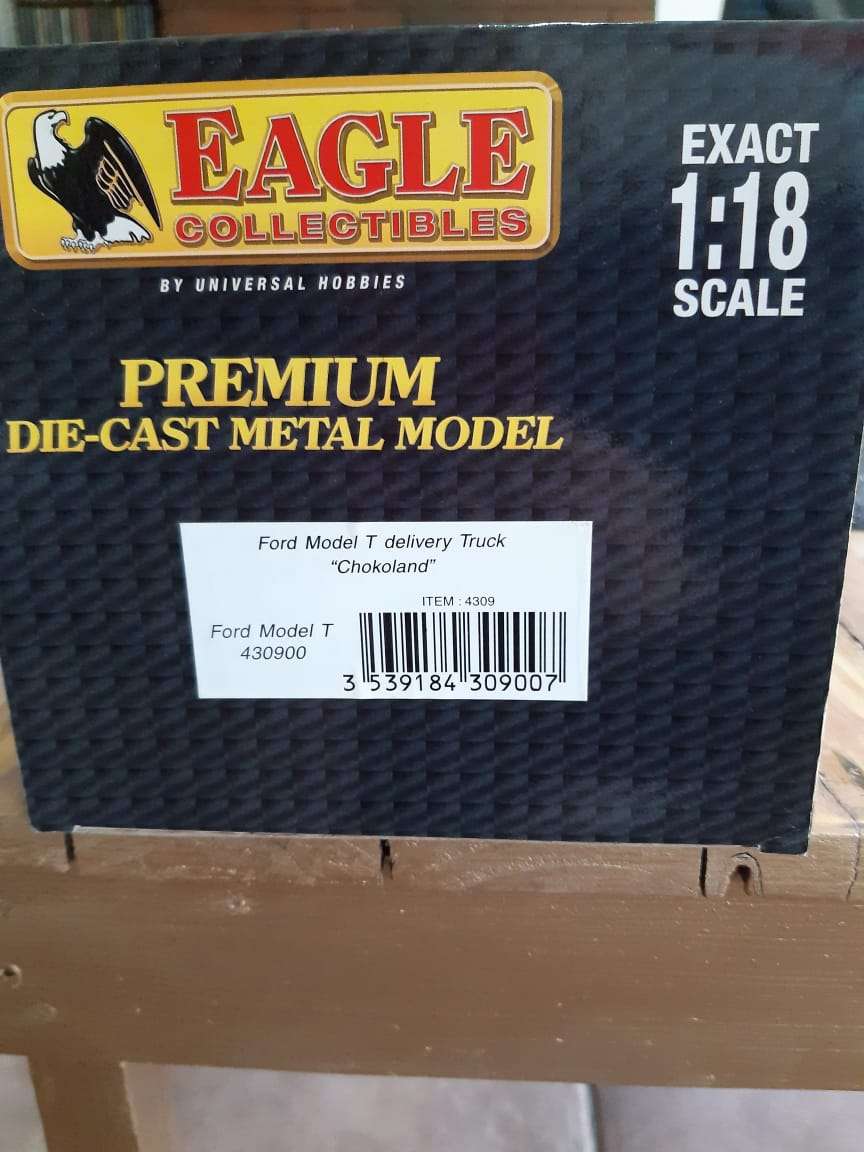 EAGLE
COLLECTIBLES
BY UNIVERSAL HOBBIES
EXACT
1:18
SCALE
PREMIUM
DIE-CAST METAL MODEL
Ford Model T delivery Truck
“Chokoland”
ITEM : 4309
Ford Model T
430900
3 539184 309007